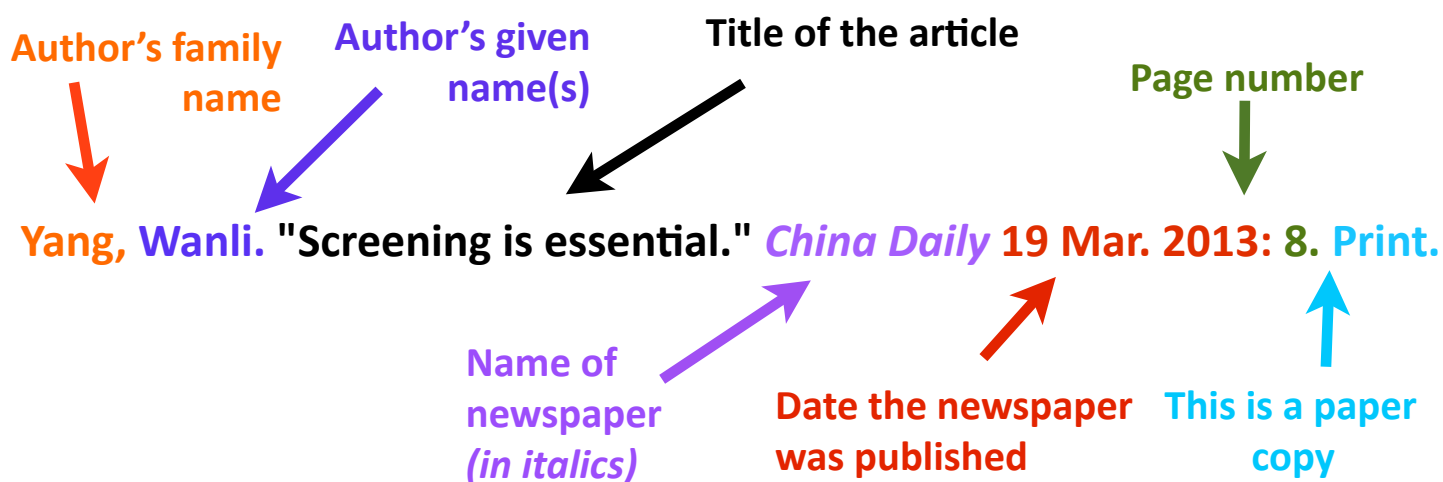 Author’s family
name
Author’s given
name(s)
Title of the article
Page number
Yang, Wanli. "Screening is essential." China Daily 19 Mar. 2013: 8. Print.
Name of
newspaper
(in italics)
Date the newspaper
was published
This is a paper
copy